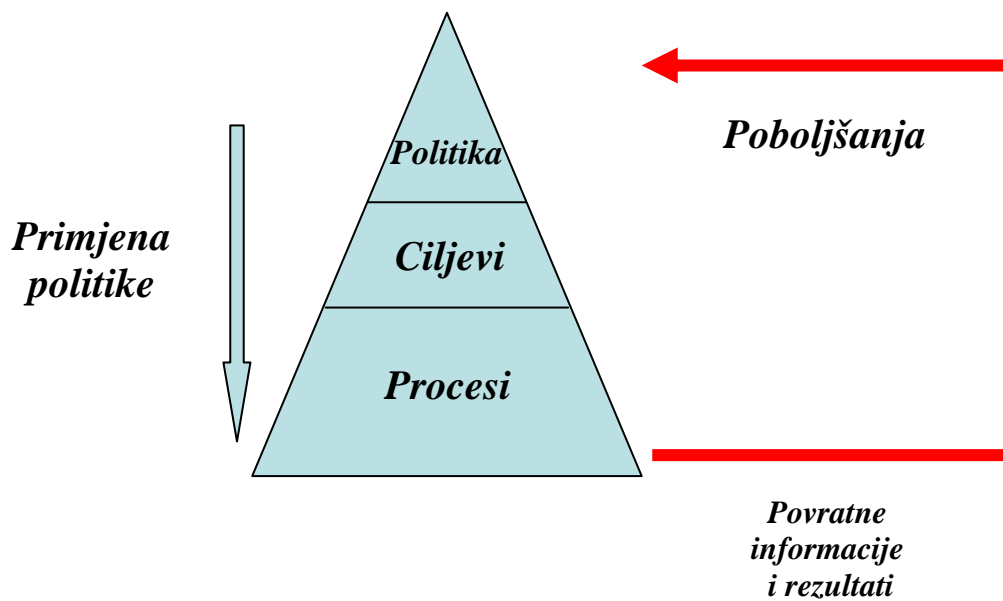 Politika
Ciljevi
Procesi
Primjena
politike
Poboljšanja
Povratne
informacije
i rezultati